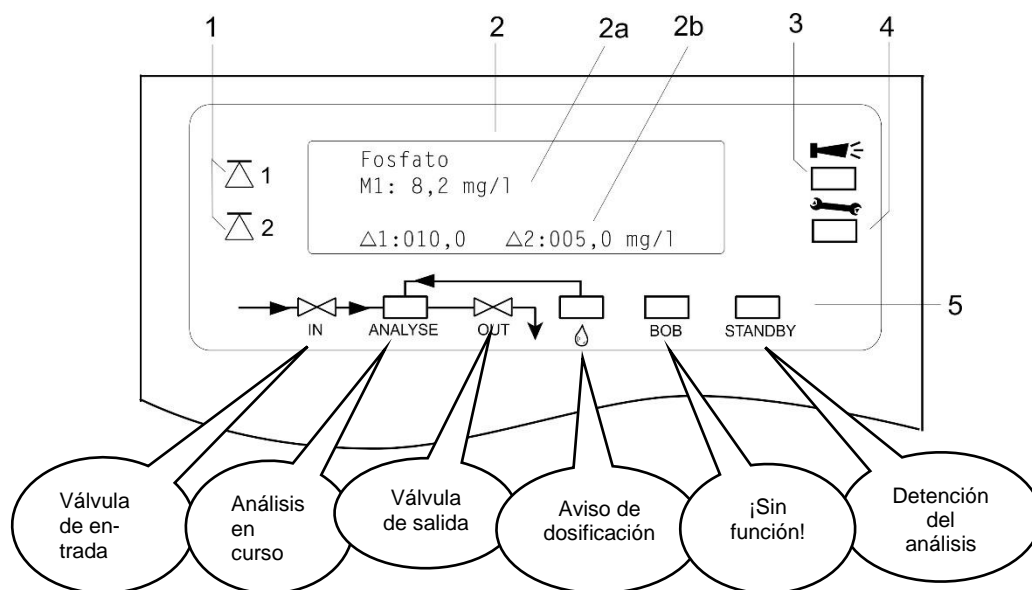 1
2
2a
2b
3
4
Fosfato
M1: 8,2 mg/l
△1:010,0 △2:005,0 mg/l
1
2
5
IN
ANALYSE
OUT
BOB
STANDBY
Válvula
de en-
trada
Análisis
en
curso
Válvula
de salida
Aviso de
dosificación
¡Sin
función!
Detención
del
análisis